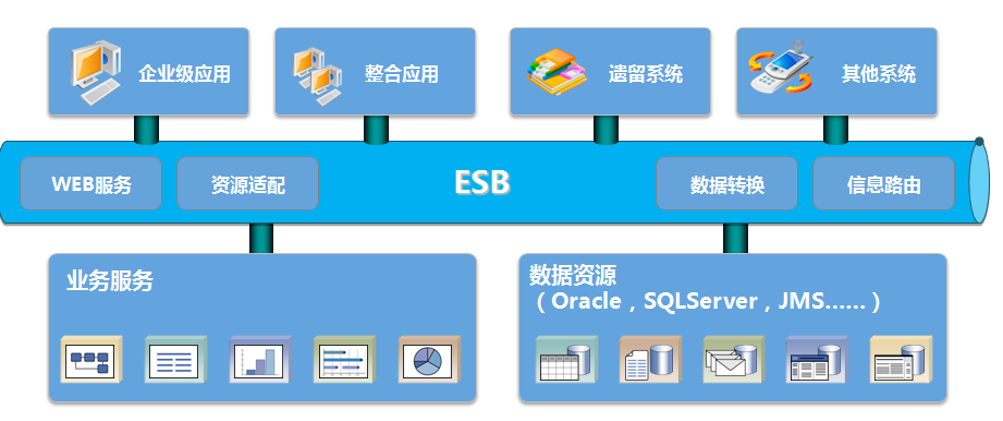 企业级应用
整合应用
遗留系统
其他系统
WEB服务
资源适配
ESB
数据转换
信息路由
业务服务
数据资源
（Oracle，SQLServer，JMS……）